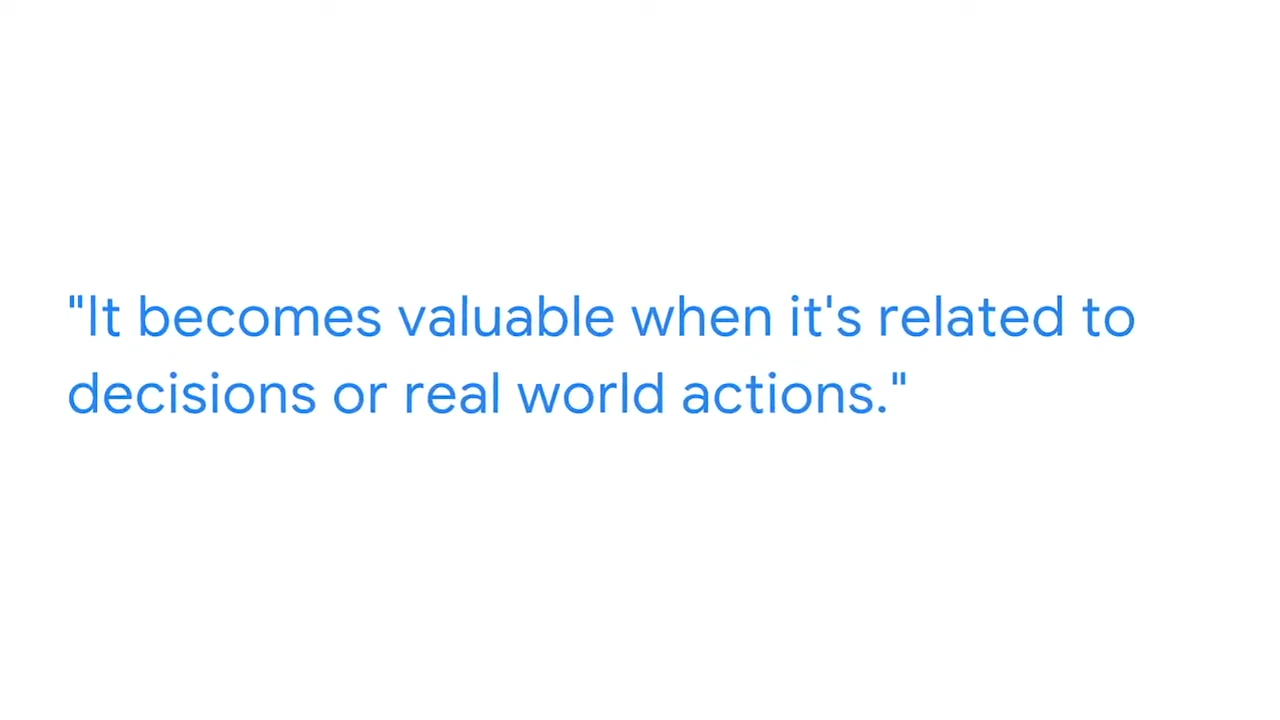 "It becomes valuable when it's related to
decisions or real world actions."